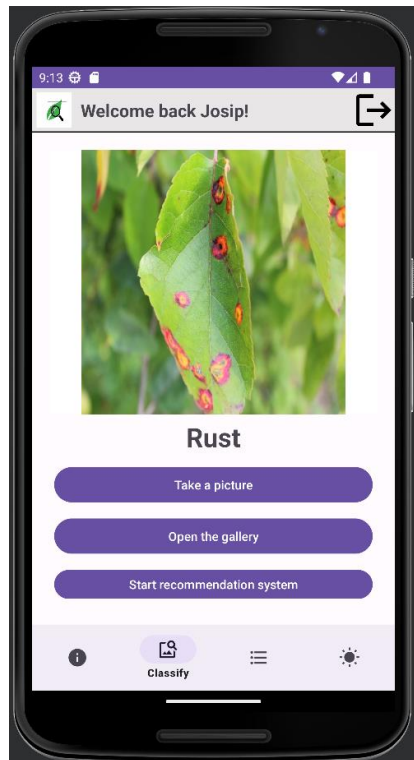 9:13
Welcome back Josip!
Rust
Take a picture
Open the gallery
Start recommendation system
Classify